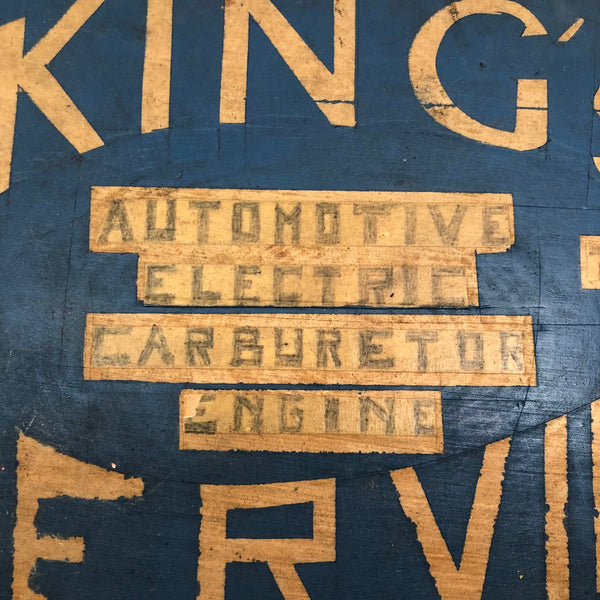 KING'S
AUTOMOTIVE
ELECTRIC
CARBURETOR
ENGINE
ERVI